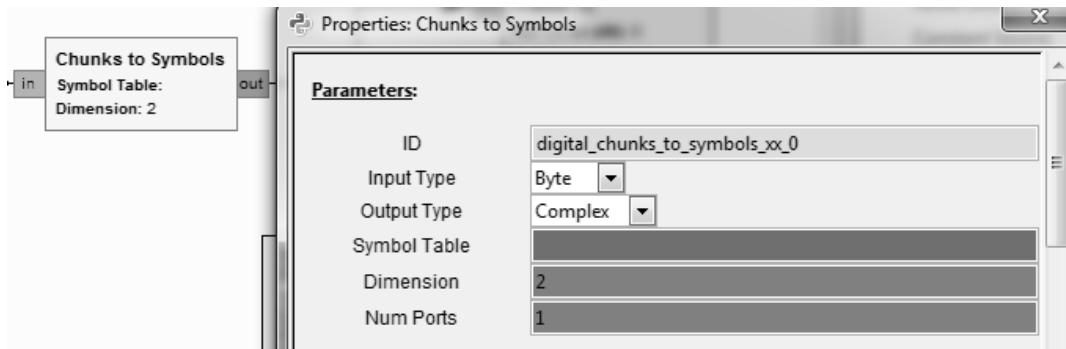 Properties: Chunks to Symbols
X
Chunks to Symbols
in
Symbol Table:
out
Dimension: 2
Parameters:
ID
digital_chunks_to_symbols_xx_0
Input Type
Byte
Output Type
Complex
Symbol Table
Dimension
2
Num Ports
1